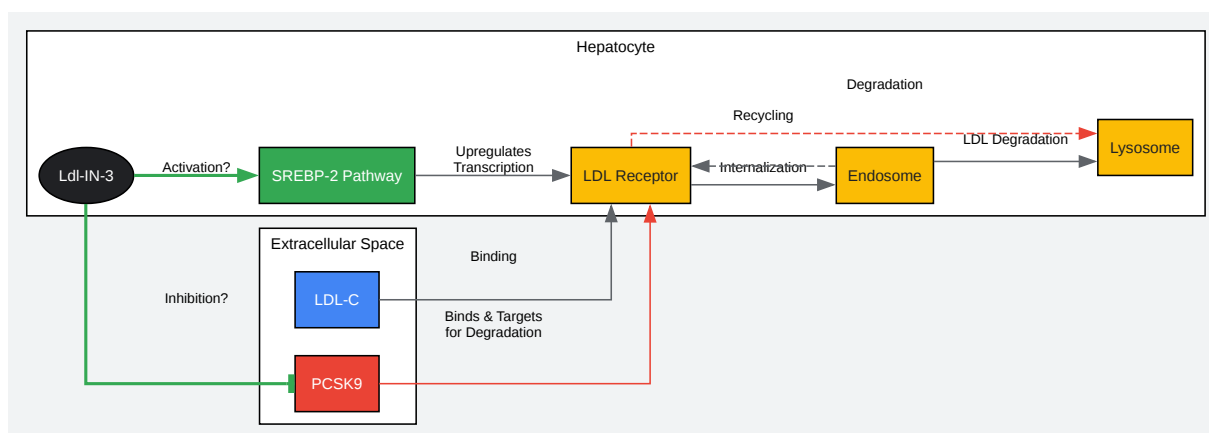 Hepatocyte
Degradation
Recycling
LDL Degradation
Lysosome
Ldl-IN-3
Activation?
SREBP-2 Pathway
Upregulates
Transcription
LDL Receptor
Internalization
Endosome
Extracellular Space
LDL-C
Binding
Inhibition?
Binds & Targets
for Degradation
PCSK9